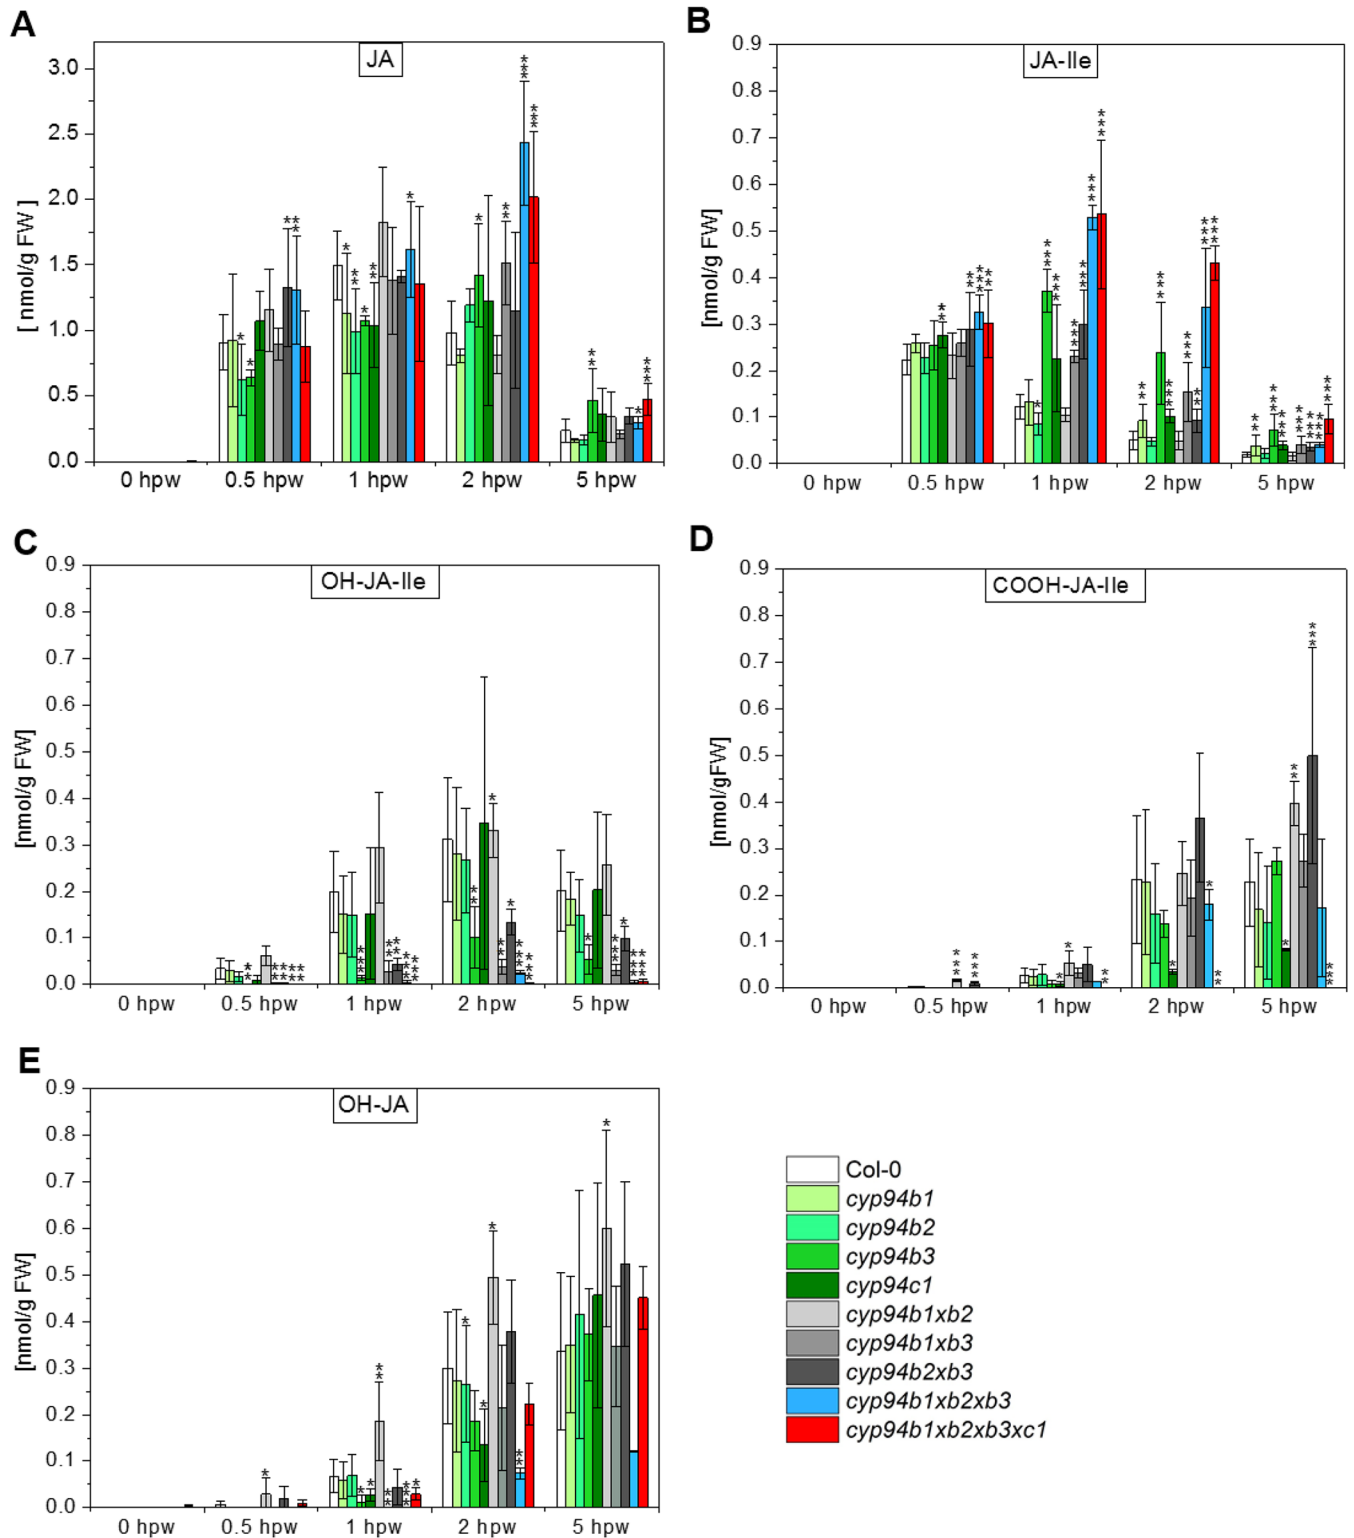 A
JA
[ nmol/g FW ]
3.0
2.5
2.0
1.5
1.0
0.5
0.0
0 hpw 0.5 hpw 1 hpw 2 hpw 5 hpw
B
JA-Ile
[nmol/g FW]
0.9
0.8
0.7
0.6
0.5
0.4
0.3
0.2
0.1
0.0
0 hpw 0.5 hpw 1 hpw 2 hpw 5 hpw
C
OH-JA-Ile
[nmol/g FW]
0.9
0.8
0.7
0.6
0.5
0.4
0.3
0.2
0.1
0.0
0 hpw 0.5 hpw 1 hpw 2 hpw 5 hpw
D
COOH-JA-Ile
[nmol/gFW]
0.9
0.8
0.7
0.6
0.5
0.4
0.3
0.2
0.1
0.0
0 hpw 0.5 hpw 1 hpw 2 hpw 5 hpw
E
OH-JA
[nmol/g FW]
0.9
0.8
0.7
0.6
0.5
0.4
0.3
0.2
0.1
0.0
0 hpw 0.5 hpw 1 hpw 2 hpw 5 hpw
Col-0
cyp94b1
cyp94b2
cyp94b3
cyp94c1
cyp94b1xb2
cyp94b1xb3
cyp94b2xb3
cyp94b1xb2xb3
cyp94b1xb2xb3xc1